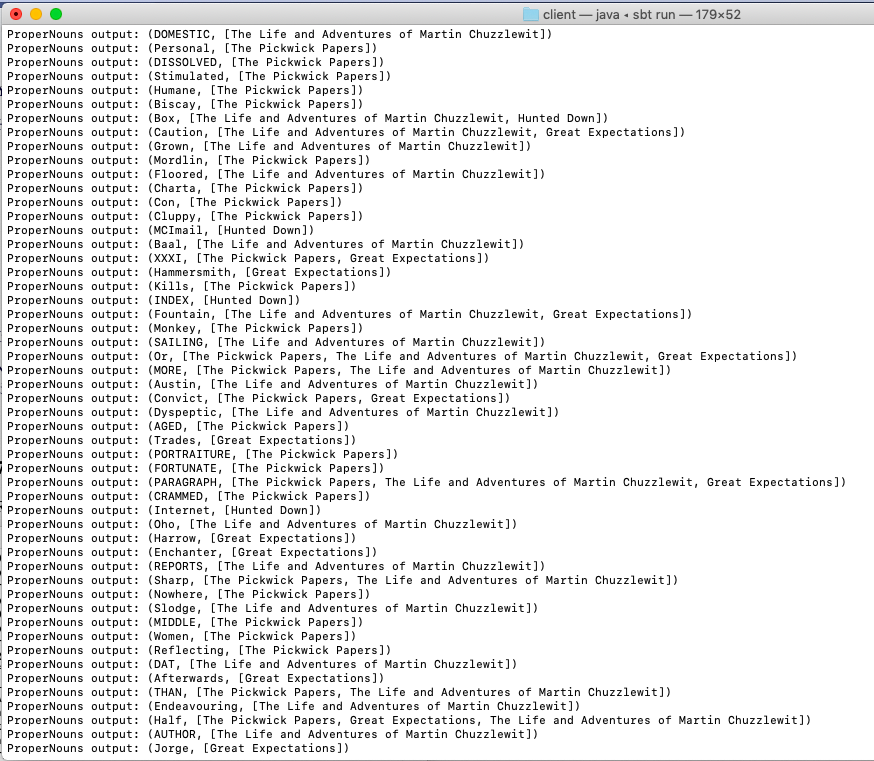 client — java ◂ sbt run — 179×52
ProperNouns output: (DOMESTIC, [The Life and Adventures of Martin Chuzzlewit])
ProperNouns output: (Personal, [The Pickwick Papers])
ProperNouns output: (DISSOLVED, [The Pickwick Papers])
ProperNouns output: (Stimulated, [The Pickwick Papers])
ProperNouns output: (Humane, [The Pickwick Papers])
ProperNouns output: (Biscay, [The Pickwick Papers])
ProperNouns output: (Box, [The Life and Adventures of Martin Chuzzlewit, Hunted Down])
ProperNouns output: (Caution, [The Life and Adventures of Martin Chuzzlewit, Great Expectations])
ProperNouns output: (Grown, [The Life and Adventures of Martin Chuzzlewit])
ProperNouns output: (Mordlin, [The Pickwick Papers])
ProperNouns output: (Floored, [The Life and Adventures of Martin Chuzzlewit])
ProperNouns output: (Charta, [The Pickwick Papers])
ProperNouns output: (Con, [The Pickwick Papers])
ProperNouns output: (Cluppy, [The Pickwick Papers])
ProperNouns output: (MCImail, [Hunted Down])
ProperNouns output: (Baal, [The Life and Adventures of Martin Chuzzlewit])
ProperNouns output: (XXXI, [The Pickwick Papers, Great Expectations])
ProperNouns output: (Hammersmith, [Great Expectations])
ProperNouns output: (Kills, [The Pickwick Papers])
ProperNouns output: (INDEX, [Hunted Down])
ProperNouns output: (Fountain, [The Life and Adventures of Martin Chuzzlewit, Great Expectations])
ProperNouns output: (Monkey, [The Pickwick Papers])
ProperNouns output: (SAILING, [The Life and Adventures of Martin Chuzzlewit])
ProperNouns output: (Or, [The Pickwick Papers, The Life and Adventures of Martin Chuzzlewit, Great Expectations])
ProperNouns output: (MORE, [The Pickwick Papers, The Life and Adventures of Martin Chuzzlewit])
ProperNouns output: (Austin, [The Life and Adventures of Martin Chuzzlewit])
ProperNouns output: (Convict, [The Pickwick Papers, Great Expectations])
ProperNouns output: (Dyspeptic, [The Life and Adventures of Martin Chuzzlewit])
ProperNouns output: (AGED, [The Pickwick Papers])
ProperNouns output: (Trades, [Great Expectations])
ProperNouns output: (PORTRAITURE, [The Pickwick Papers])
ProperNouns output: (FORTUNATE, [The Pickwick Papers])
ProperNouns output: (PARAGRAPH, [The Pickwick Papers, The Life and Adventures of Martin Chuzzlewit, Great Expectations])
ProperNouns output: (CRAMMED, [The Pickwick Papers])
ProperNouns output: (Internet, [Hunted Down])
ProperNouns output: (Oho, [The Life and Adventures of Martin Chuzzlewit])
ProperNouns output: (Harrow, [Great Expectations])
ProperNouns output: (Enchanter, [Great Expectations])
ProperNouns output: (REPORTS, [The Life and Adventures of Martin Chuzzlewit])
ProperNouns output: (Sharp, [The Pickwick Papers, The Life and Adventures of Martin Chuzzlewit])
ProperNouns output: (Nowhere, [The Pickwick Papers])
ProperNouns output: (Slodge, [The Life and Adventures of Martin Chuzzlewit])
ProperNouns output: (MIDDLE, [The Pickwick Papers])
ProperNouns output: (Women, [The Pickwick Papers])
ProperNouns output: (Reflecting, [The Pickwick Papers])
ProperNouns output: (DAT, [The Life and Adventures of Martin Chuzzlewit])
ProperNouns output: (Afterwards, [Great Expectations])
ProperNouns output: (THAN, [The Pickwick Papers, The Life and Adventures of Martin Chuzzlewit])
ProperNouns output: (Endeavouring, [The Life and Adventures of Martin Chuzzlewit])
ProperNouns output: (Half, [The Pickwick Papers, Great Expectations, The Life and Adventures of Martin Chuzzlewit])
ProperNouns output: (AUTHOR, [The Life and Adventures of Martin Chuzzlewit])
ProperNouns output: (Jorge, [Great Expectations])